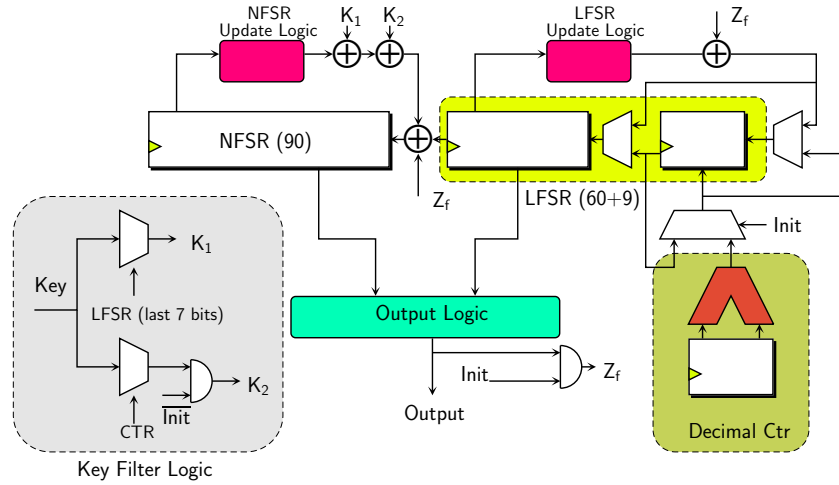 NFSR
Update Logic
K1
K2
LFSR
Update Logic
Zf
NFSR (90)
Zf
LFSR (60+9)
Init
Key
K1
LFSR (last 7 bits)
Output Logic
K2
Init
CTR
Init
Zf
Output
Decimal Ctr
Key Filter Logic